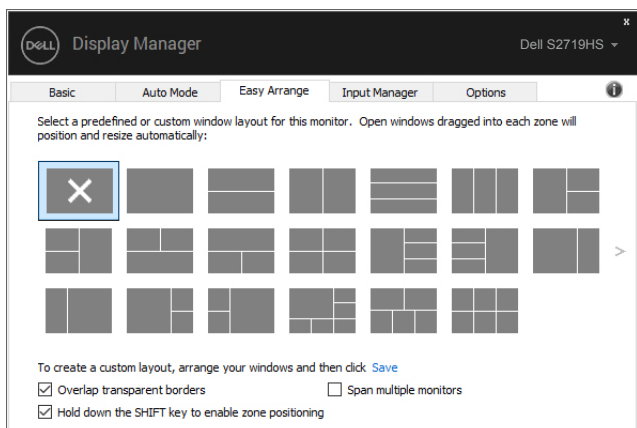 x
DELL Display Manager Dell S2719HS
Basic Auto Mode Easy Arrange Input Manager Options i
Select a predefined or custom window layout for this monitor. Open windows dragged into each zone will
position and resize automatically:
>
To create a custom layout, arrange your windows and then click Save
Overlap transparent borders Span multiple monitors
Hold down the SHIFT key to enable zone positioning